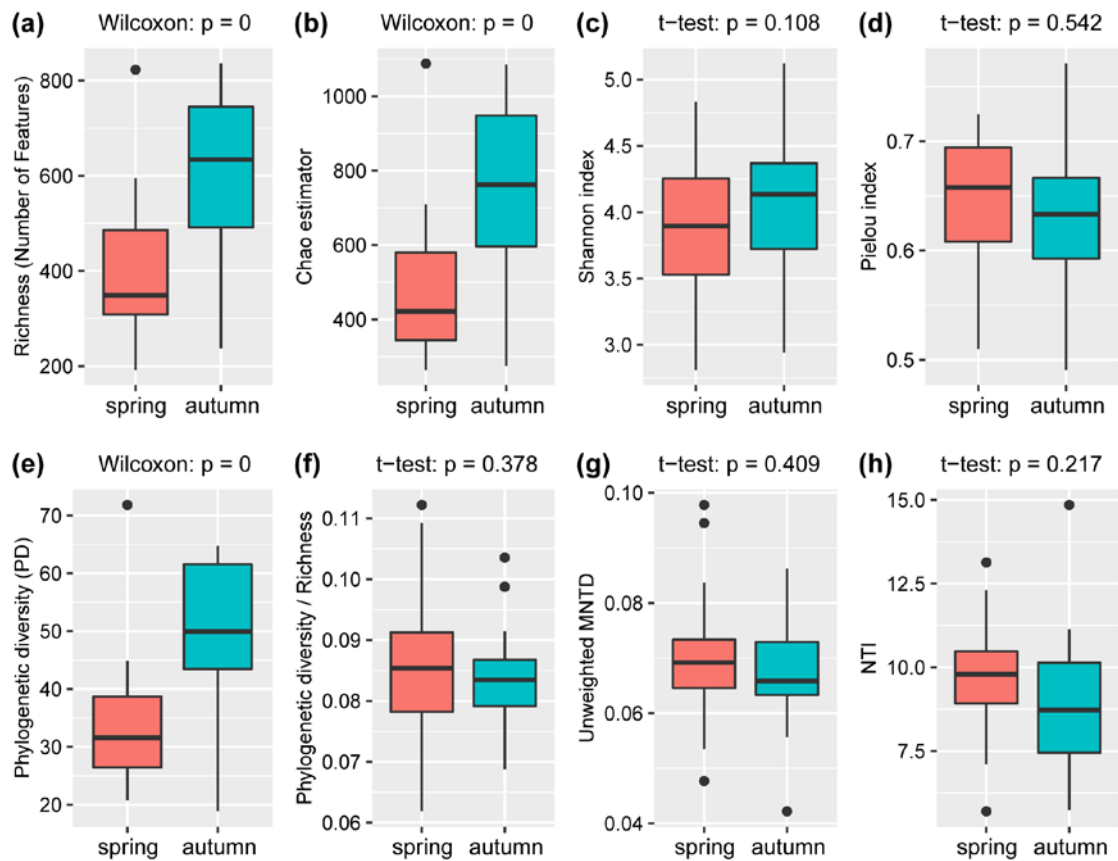 (a) Wilcoxon: p = 0
Richness (Number of Features)
800
600
400
200
spring autumn
(b) Wilcoxon: p = 0
Chao estimator
1000
800
600
400
spring autumn
(c) t−test: p = 0.108
Shannon index
5.0
4.5
4.0
3.5
3.0
spring autumn
(d) t−test: p = 0.542
Pielou index
0.7
0.6
0.5
spring autumn
(e) Wilcoxon: p = 0
Phylogenetic diversity (PD)
70
60
50
40
30
20
spring autumn
(f) t−test: p = 0.378
Phylogenetic diversity / Richness
0.11
0.10
0.09
0.08
0.07
0.06
spring autumn
(g) t−test: p = 0.409
Unweighted MNTD
0.10
0.08
0.06
0.04
spring autumn
(h) t−test: p = 0.217
NTI
15.0
12.5
10.0
7.5
spring autumn